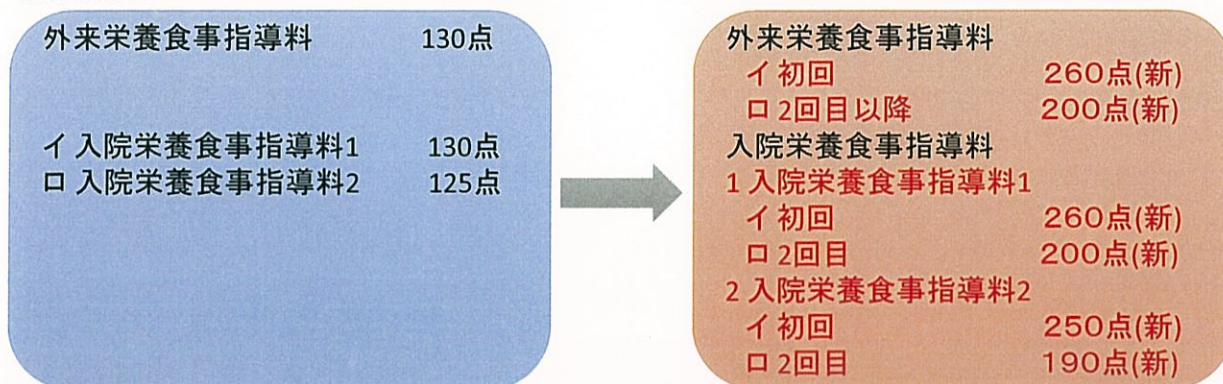 外来栄養食事指導料 130点
イ 入院栄養食事指導料1 130点
ロ 入院栄養食事指導料2 125点
外来栄養食事指導料
イ 初回 260点(新)
ロ 2回目以降 200点(新)
入院栄養食事指導料
1 入院栄養食事指導料1
イ 初回 260点(新)
ロ 2回目 200点(新)
2 入院栄養食事指導料2
イ 初回 250点(新)
ロ 2回目 190点(新)